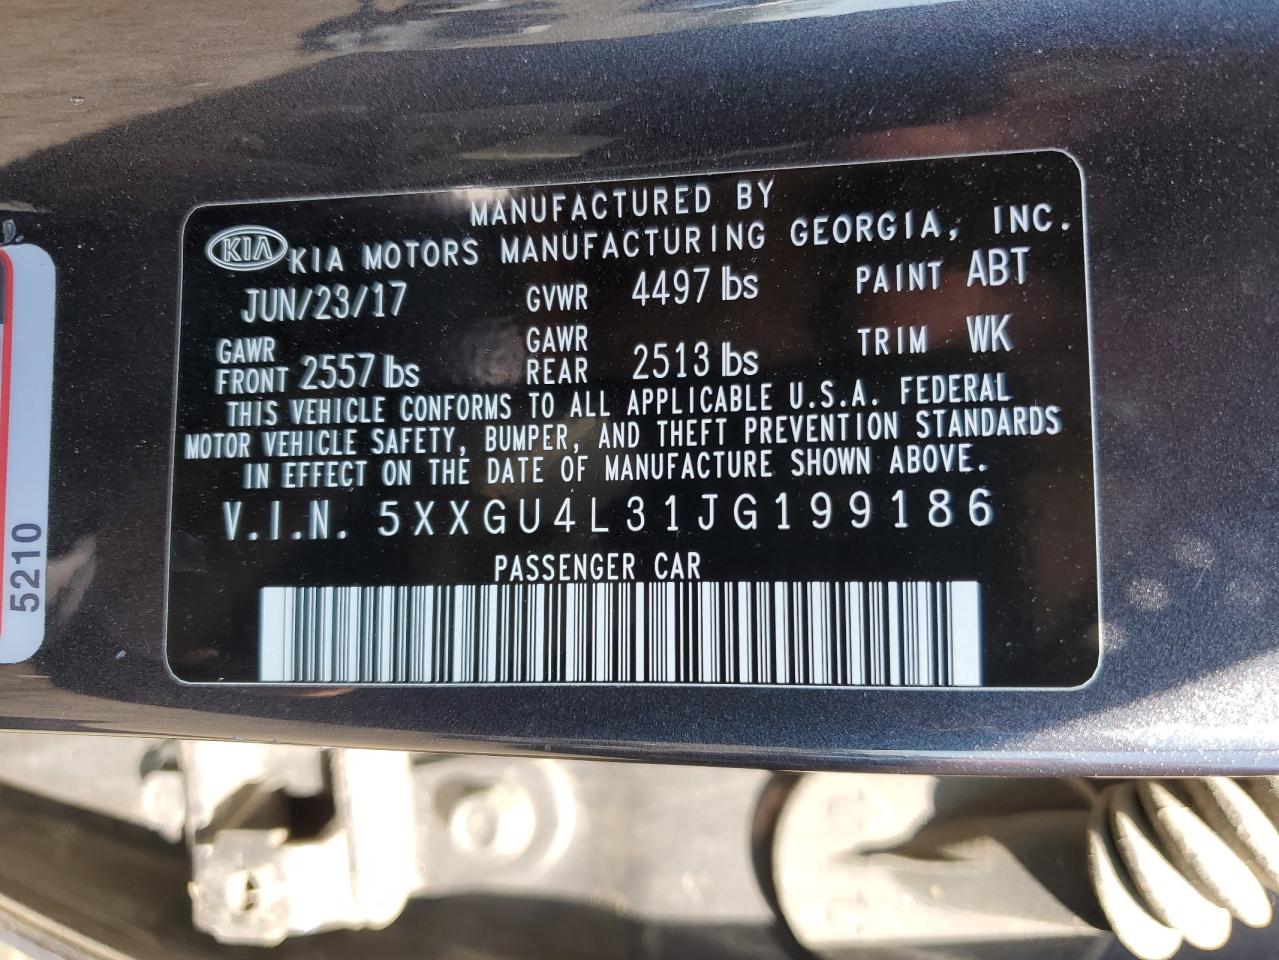 MANUFACTURED BY
KIA KIA MOTORS MANUFACTURING GEORGIA, INC.
JUN/23/17 GVWR 4497 lbs PAINT ABT
GAWR FRONT 2557 lbs GAWR REAR 2513 lbs TRIM WK
THIS VEHICLE CONFORMS TO ALL APPLICABLE U.S.A. FEDERAL
MOTOR VEHICLE SAFETY, BUMPER, AND THEFT PREVENTION STANDARDS
IN EFFECT ON THE DATE OF MANUFACTURE SHOWN ABOVE.
V.I.N. 5XXGU4L31JG199186
PASSENGER CAR
5210